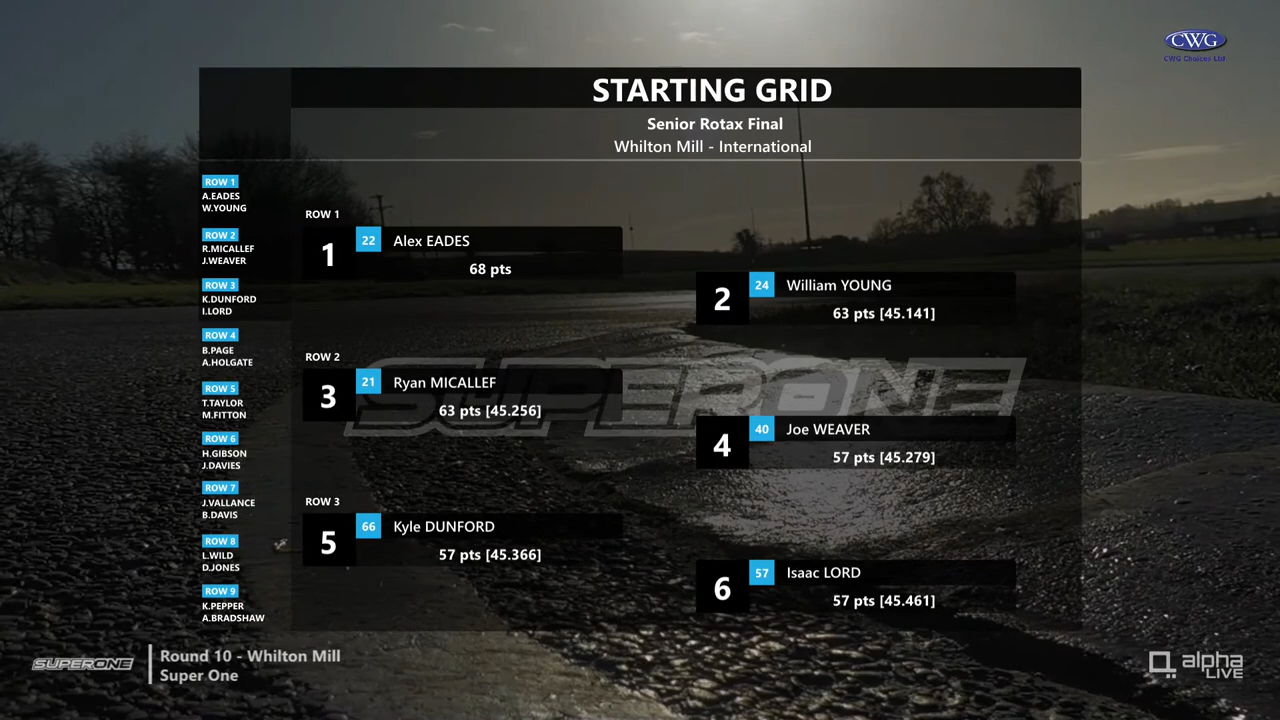 CWG
CWG Choices Ltd
STARTING GRID
Senior Rotax Final
Whilton Mill - International
ROW 1
A.EADES
W.YOUNG
ROW 2
R.MICALLEF
J.WEAVER
ROW 3
K.DUNFORD
I.LORD
ROW 4
B.PAGE
A.HOLGATE
ROW 5
T.TAYLOR
M.FITTON
ROW 6
H.GIBSON
J.DAVIES
ROW 7
J.VALLANCE
B.DAVIS
ROW 8
L.WILD
D.JONES
ROW 9
K.PEPPER
A.BRADSHAW
ROW 1
1 22 Alex EADES
68 pts
2 24 William YOUNG
63 pts [45.141]
ROW 2
3 21 Ryan MICALLEF
63 pts [45.256]
SUPERONE
4 40 Joe WEAVER
57 pts [45.279]
ROW 3
5 66 Kyle DUNFORD
57 pts [45.366]
6 57 Isaac LORD
57 pts [45.461]
SUPERONE
Round 10 - Whilton Mill
Super One
alpha
LIVE